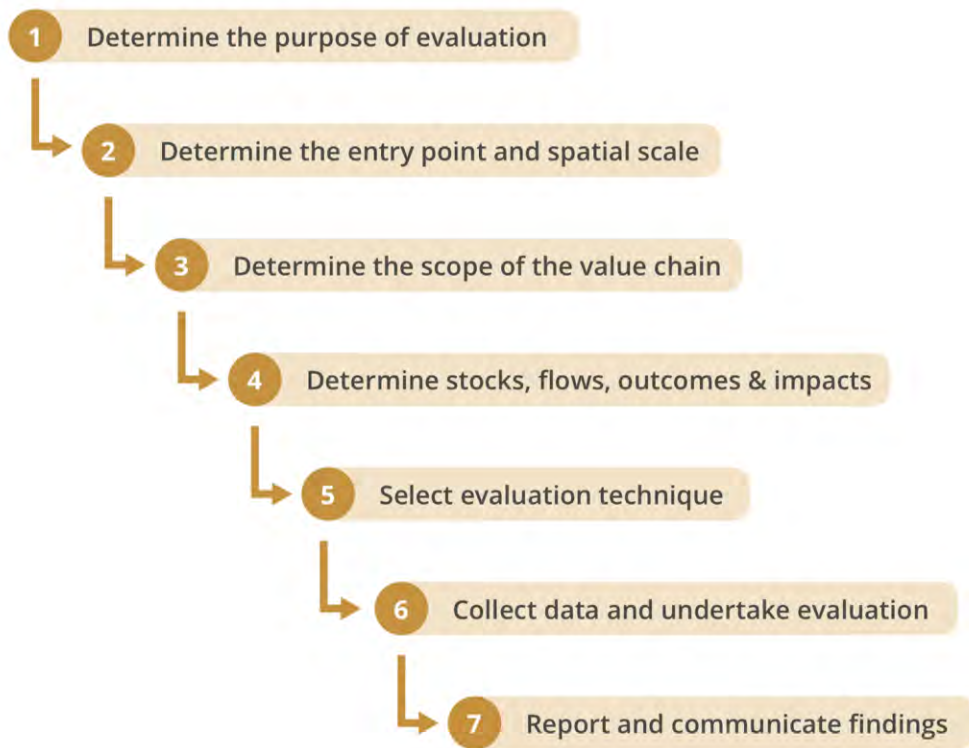 1 Determine the purpose of evaluation
2 Determine the entry point and spatial scale
3 Determine the scope of the value chain
4 Determine stocks, flows, outcomes & impacts
5 Select evaluation technique
6 Collect data and undertake evaluation
7 Report and communicate findings